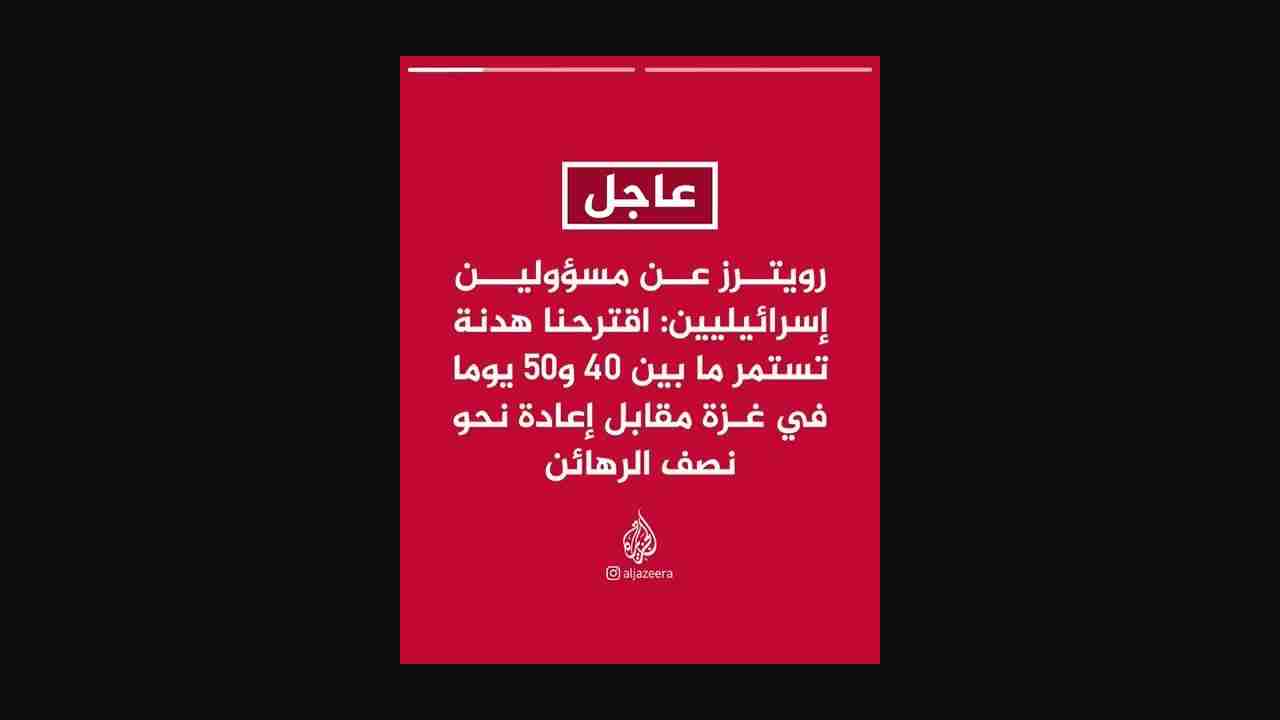 عاجل
رويترز عن مسؤولين
إسرائيليين: اقترحنا هدنة
تستمر ما بين 40 و50 يوما
في غزة مقابل إعادة نحو
نصف الرهائن
الجزيرة
aljazeera